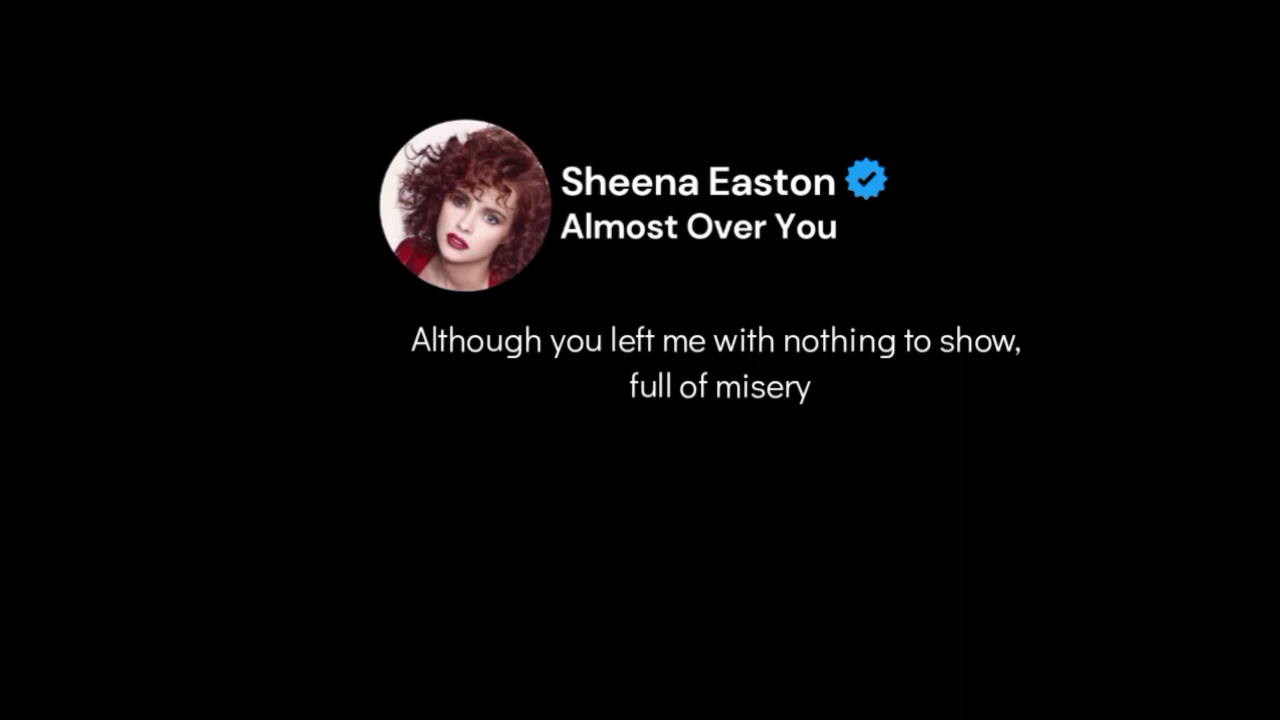 Sheena Easton
Almost Over You
Although you left me with nothing to show,
full of misery